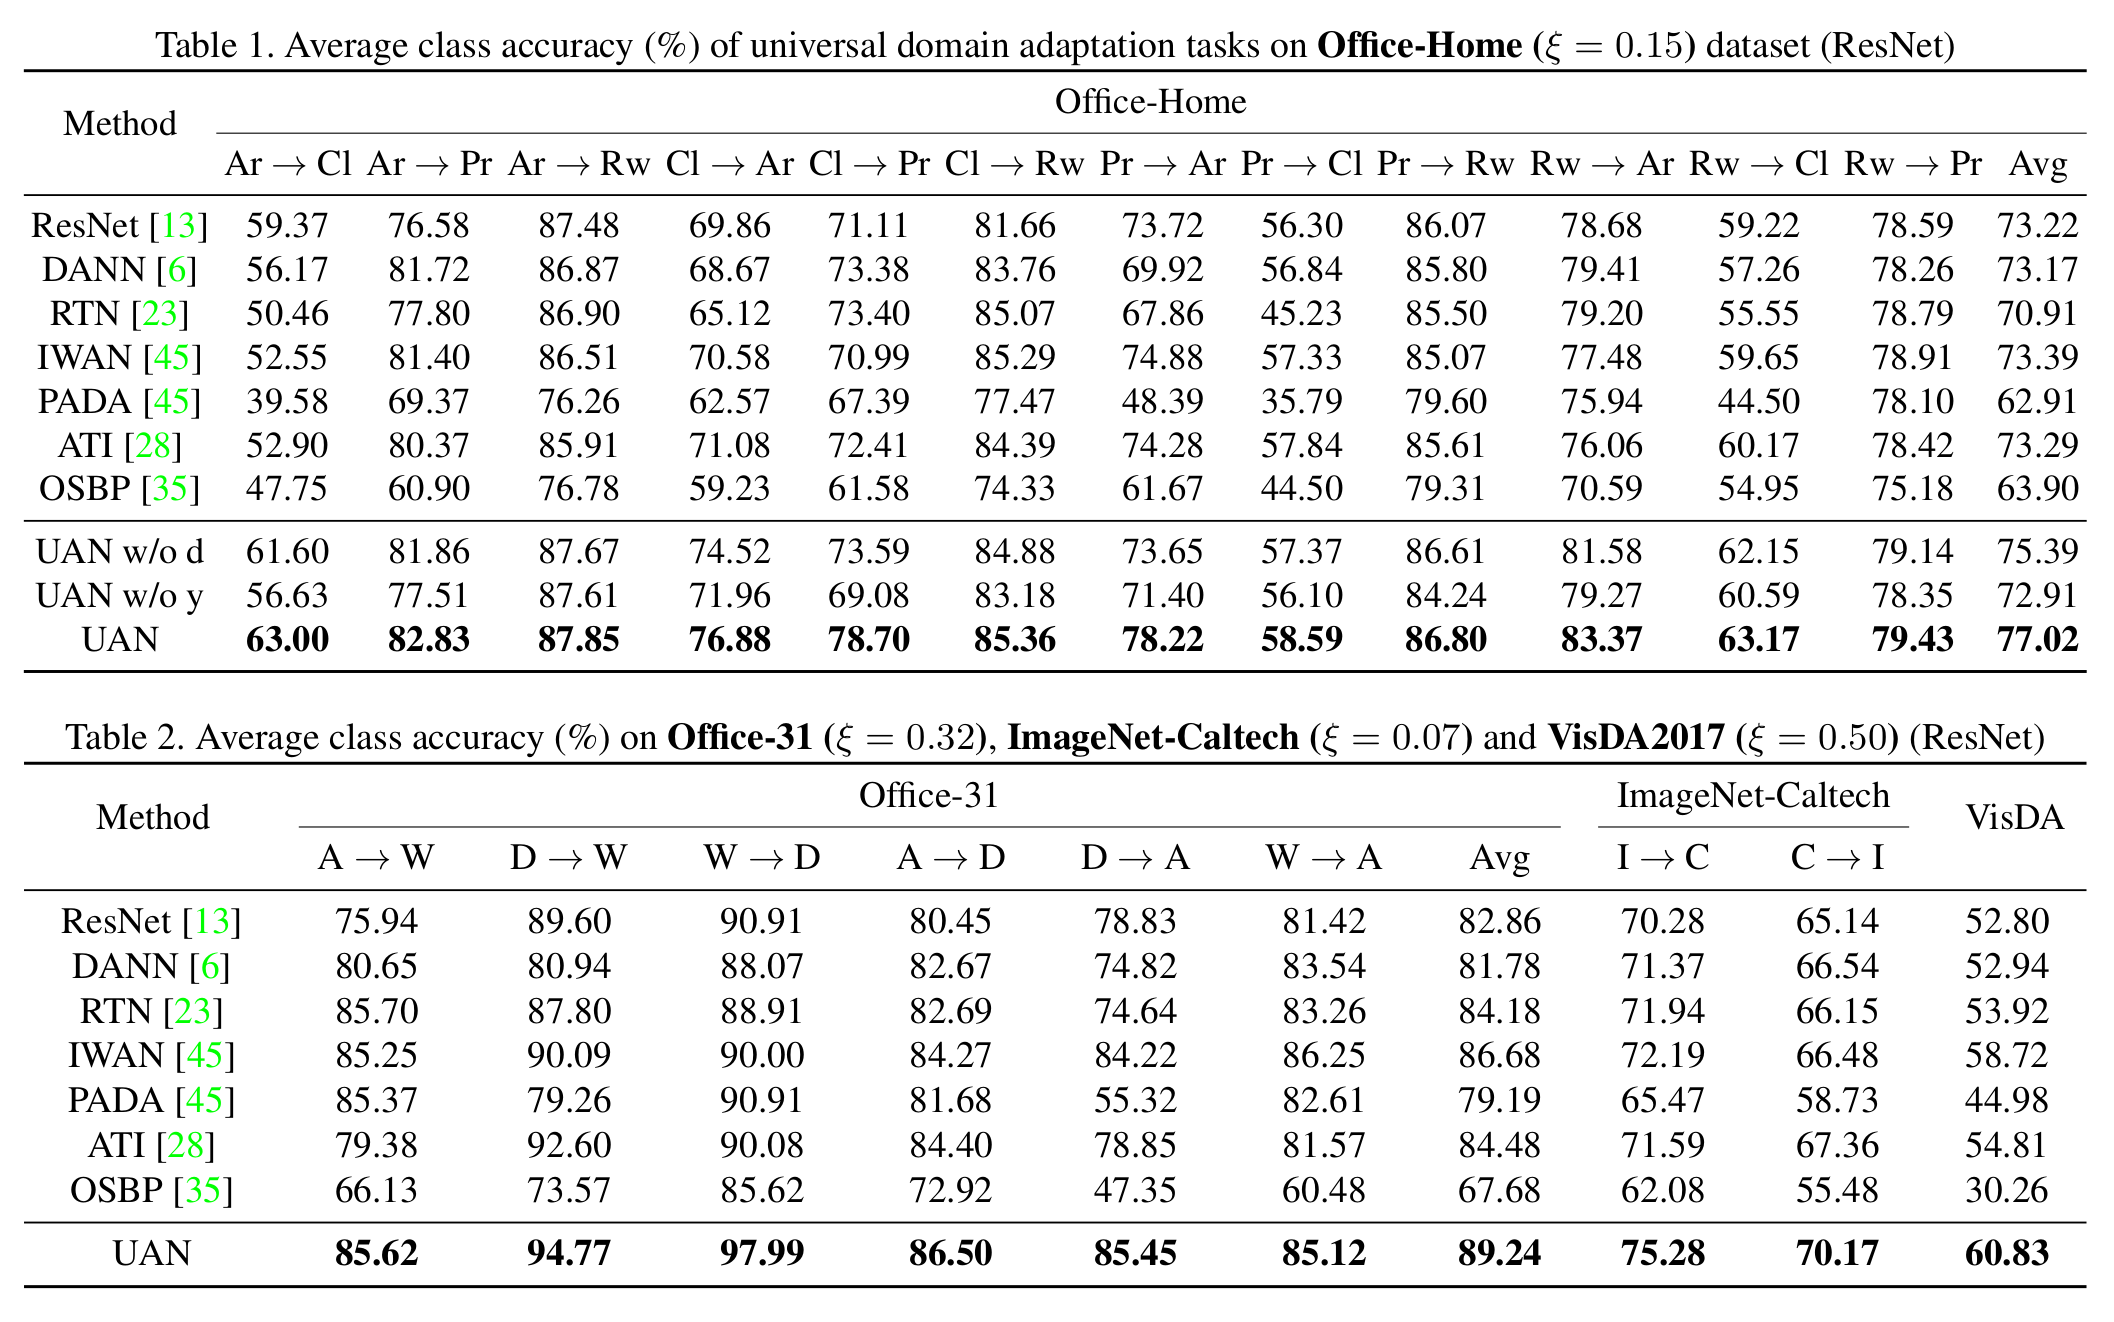 Table 1. Average class accuracy (%) of universal domain adaptation tasks on Office-Home (ξ = 0.15) dataset (ResNet)
Method Office-Home
Ar → Cl Ar → Pr Ar → Rw Cl → Ar Cl → Pr Cl → Rw Pr → Ar Pr → Cl Pr → Rw Rw → Ar Rw → Cl Rw → Pr Avg
ResNet [13] 59.37 76.58 87.48 69.86 71.11 81.66 73.72 56.30 86.07 78.68 59.22 78.59 73.22
DANN [6] 56.17 81.72 86.87 68.67 73.38 83.76 69.92 56.84 85.80 79.41 57.26 78.26 73.17
RTN [23] 50.46 77.80 86.90 65.12 73.40 85.07 67.86 45.23 85.50 79.20 55.55 78.79 70.91
IWAN [45] 52.55 81.40 86.51 70.58 70.99 85.29 74.88 57.33 85.07 77.48 59.65 78.91 73.39
PADA [45] 39.58 69.37 76.26 62.57 67.39 77.47 48.39 35.79 79.60 75.94 44.50 78.10 62.91
ATI [28] 52.90 80.37 85.91 71.08 72.41 84.39 74.28 57.84 85.61 76.06 60.17 78.42 73.29
OSBP [35] 47.75 60.90 76.78 59.23 61.58 74.33 61.67 44.50 79.31 70.59 54.95 75.18 63.90
UAN w/o d 61.60 81.86 87.67 74.52 73.59 84.88 73.65 57.37 86.61 81.58 62.15 79.14 75.39
UAN w/o y 56.63 77.51 87.61 71.96 69.08 83.18 71.40 56.10 84.24 79.27 60.59 78.35 72.91
UAN 63.00 82.83 87.85 76.88 78.70 85.36 78.22 58.59 86.80 83.37 63.17 79.43 77.02
Table 2. Average class accuracy (%) on Office-31 (ξ = 0.32), ImageNet-Caltech (ξ = 0.07) and VisDA2017 (ξ = 0.50) (ResNet)
Method Office-31 ImageNet-Caltech VisDA
A → W D → W W → D A → D D → A W → A Avg I → C C → I
ResNet [13] 75.94 89.60 90.91 80.45 78.83 81.42 82.86 70.28 65.14 52.80
DANN [6] 80.65 80.94 88.07 82.67 74.82 83.54 81.78 71.37 66.54 52.94
RTN [23] 85.70 87.80 88.91 82.69 74.64 83.26 84.18 71.94 66.15 53.92
IWAN [45] 85.25 90.09 90.00 84.27 84.22 86.25 86.68 72.19 66.48 58.72
PADA [45] 85.37 79.26 90.91 81.68 55.32 82.61 79.19 65.47 58.73 44.98
ATI [28] 79.38 92.60 90.08 84.40 78.85 81.57 84.48 71.59 67.36 54.81
OSBP [35] 66.13 73.57 85.62 72.92 47.35 60.48 67.68 62.08 55.48 30.26
UAN 85.62 94.77 97.99 86.50 85.45 85.12 89.24 75.28 70.17 60.83